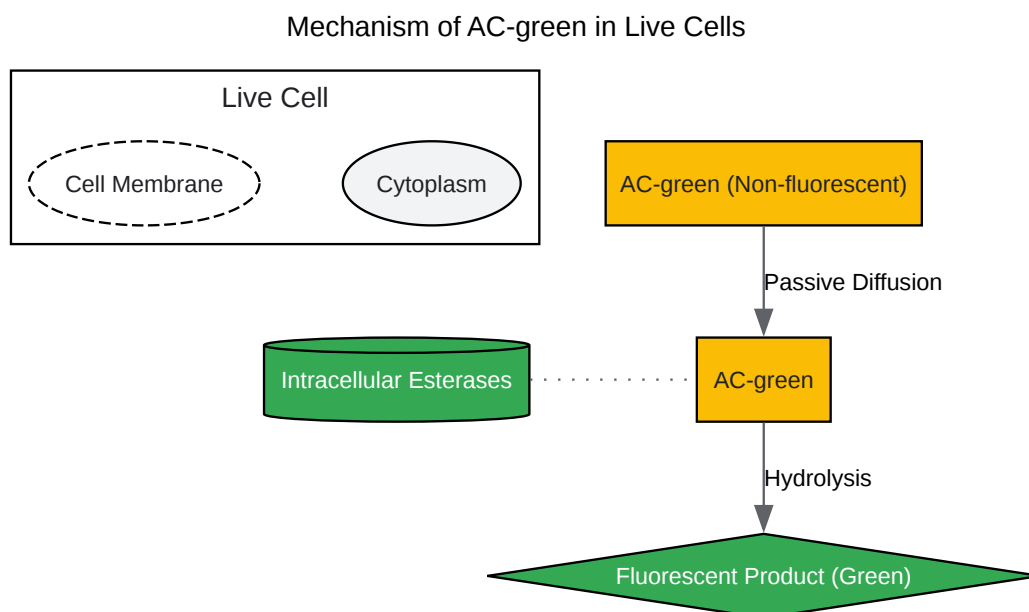 Mechanism of AC-green in Live Cells
Live Cell
Cell Membrane
Cytoplasm
AC-green (Non-fluorescent)
Passive Diffusion
Intracellular Esterases
AC-green
Hydrolysis
Fluorescent Product (Green)